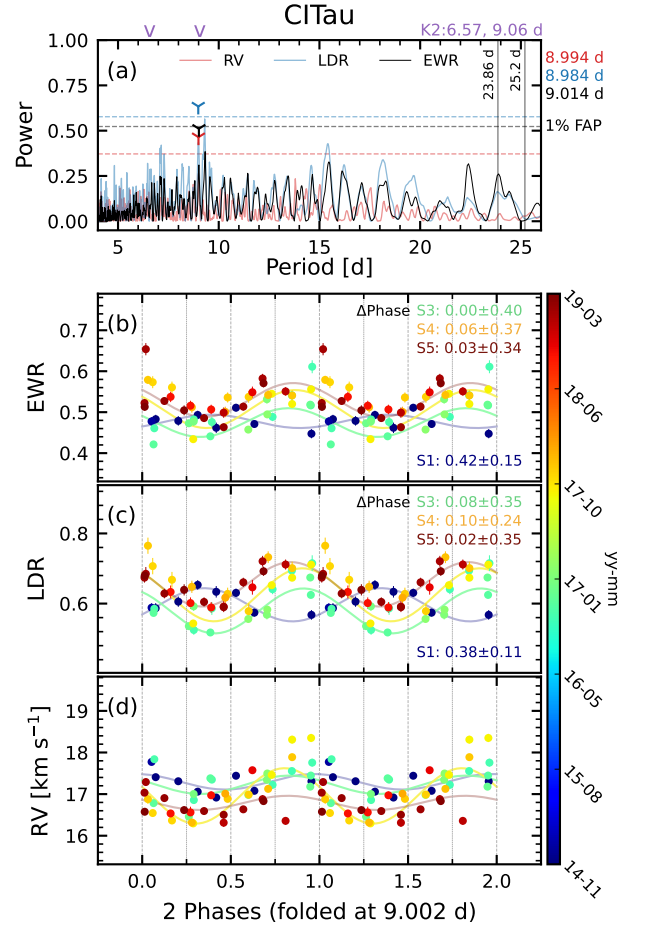 CITau
K2:6.57, 9.06 d
(a)
RV
LDR
EWR
23.86 d
25.2 d
8.994 d
8.984 d
9.014 d
1% FAP
Power
1.00
0.75
0.50
0.25
0.00
5
10
15
20
25
Period [d]
(b)
ΔPhase
S3: 0.00±0.40
S4: 0.06±0.37
S5: 0.03±0.34
S1: 0.42±0.15
EWR
0.7
0.6
0.5
0.4
(c)
ΔPhase
S3: 0.08±0.35
S4: 0.10±0.24
S5: 0.02±0.35
S1: 0.38±0.11
LDR
0.8
0.6
(d)
RV [km s⁻¹]
19
18
17
16
0.0
0.5
1.0
1.5
2.0
2 Phases (folded at 9.002 d)
19-03
18-06
17-10
17-01
16-05
15-08
14-11
yy-mm